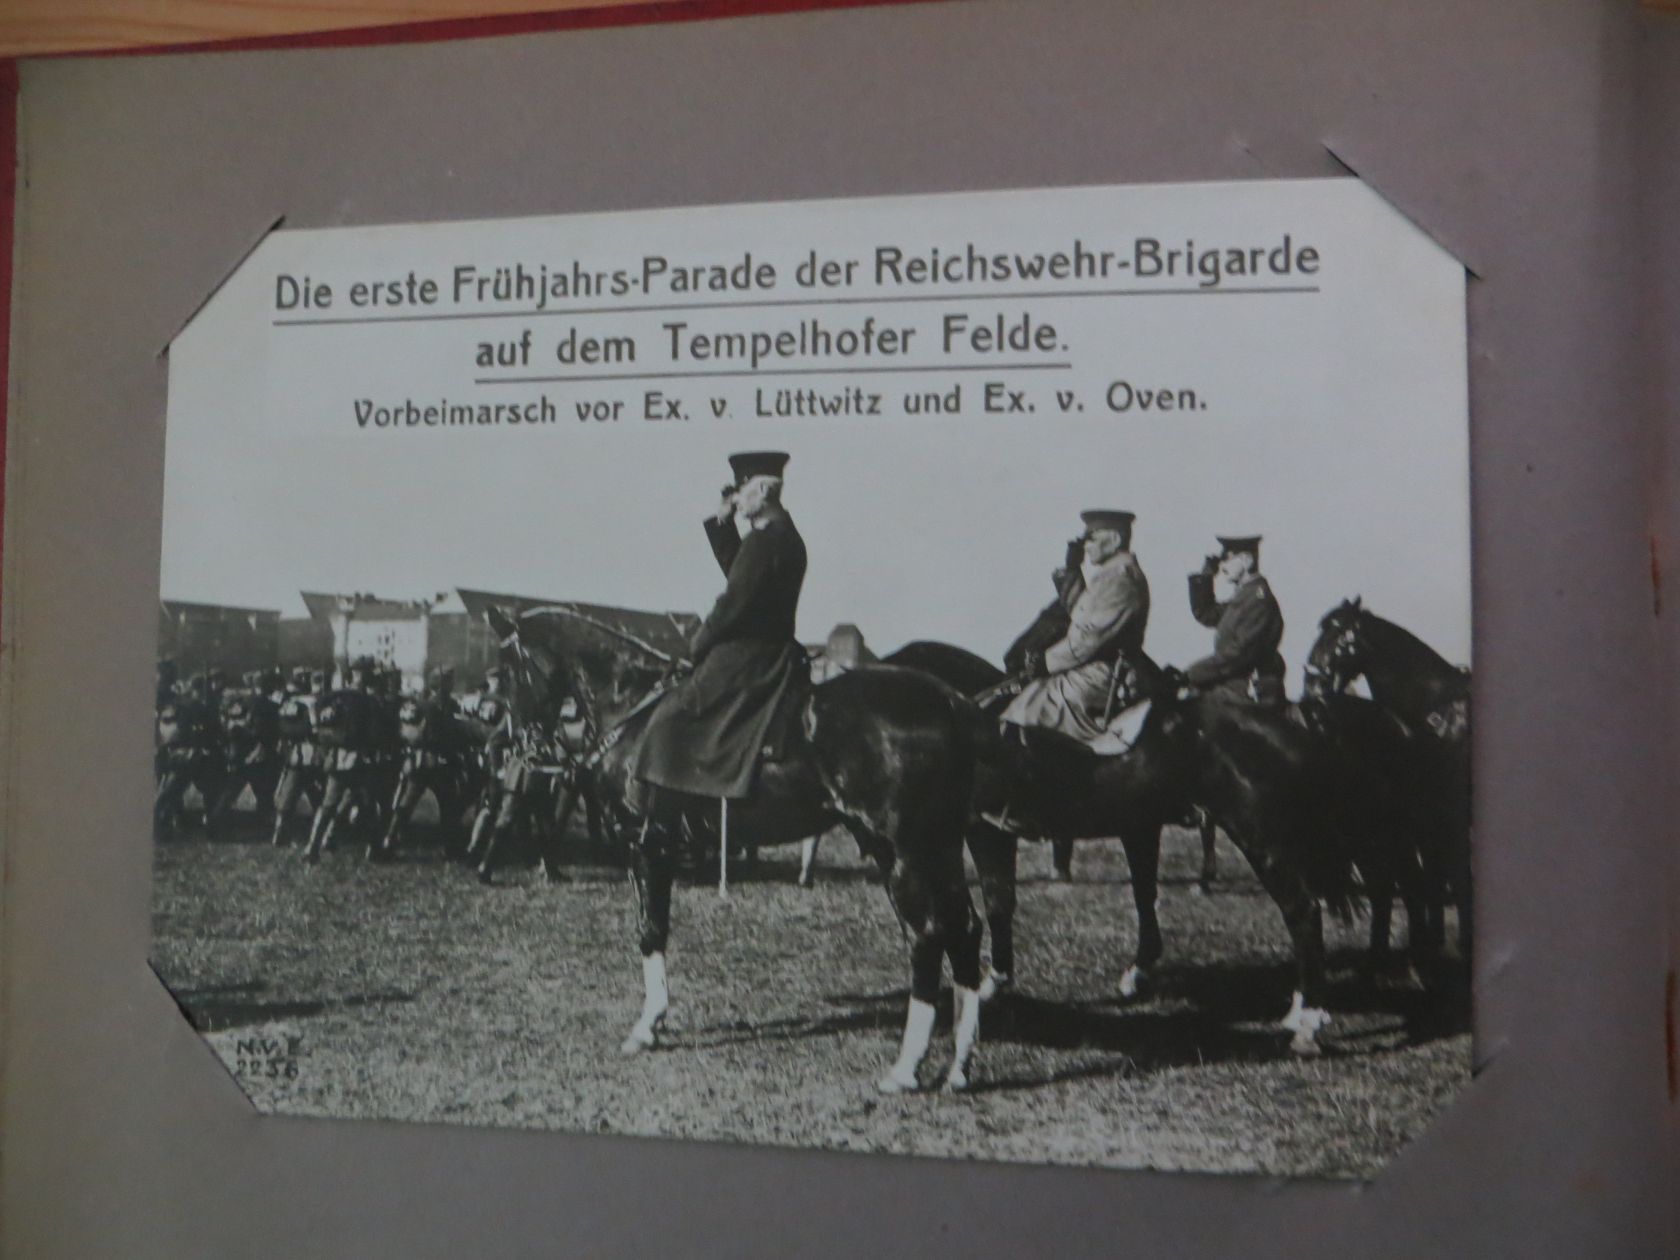 Die erste Frühjahrs-Parade der Reichswehr-Brigarde
auf dem Tempelhofer Felde.
Vorbeimarsch vor Ex. v. Lüttwitz und Ex. v. Oven.
N.V.E.
2236